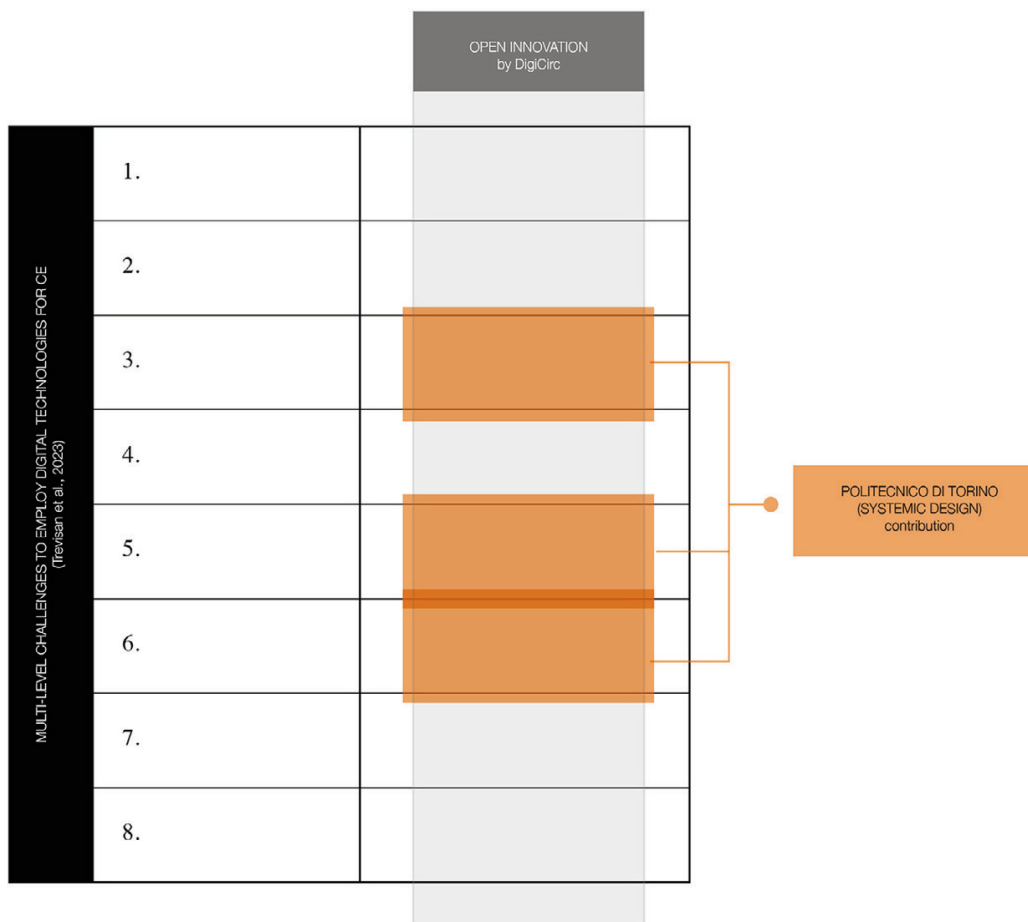 OPEN INNOVATION
by DigiCirc
MULTI-LEVEL CHALLENGES TO EMPLOY DIGITAL TECHNOLOGIES FOR CE
(Trevisan et al., 2023)
1.
2.
3.
4.
5.
6.
7.
8.
POLITECNICO DI TORINO
(SYSTEMIC DESIGN)
contribution